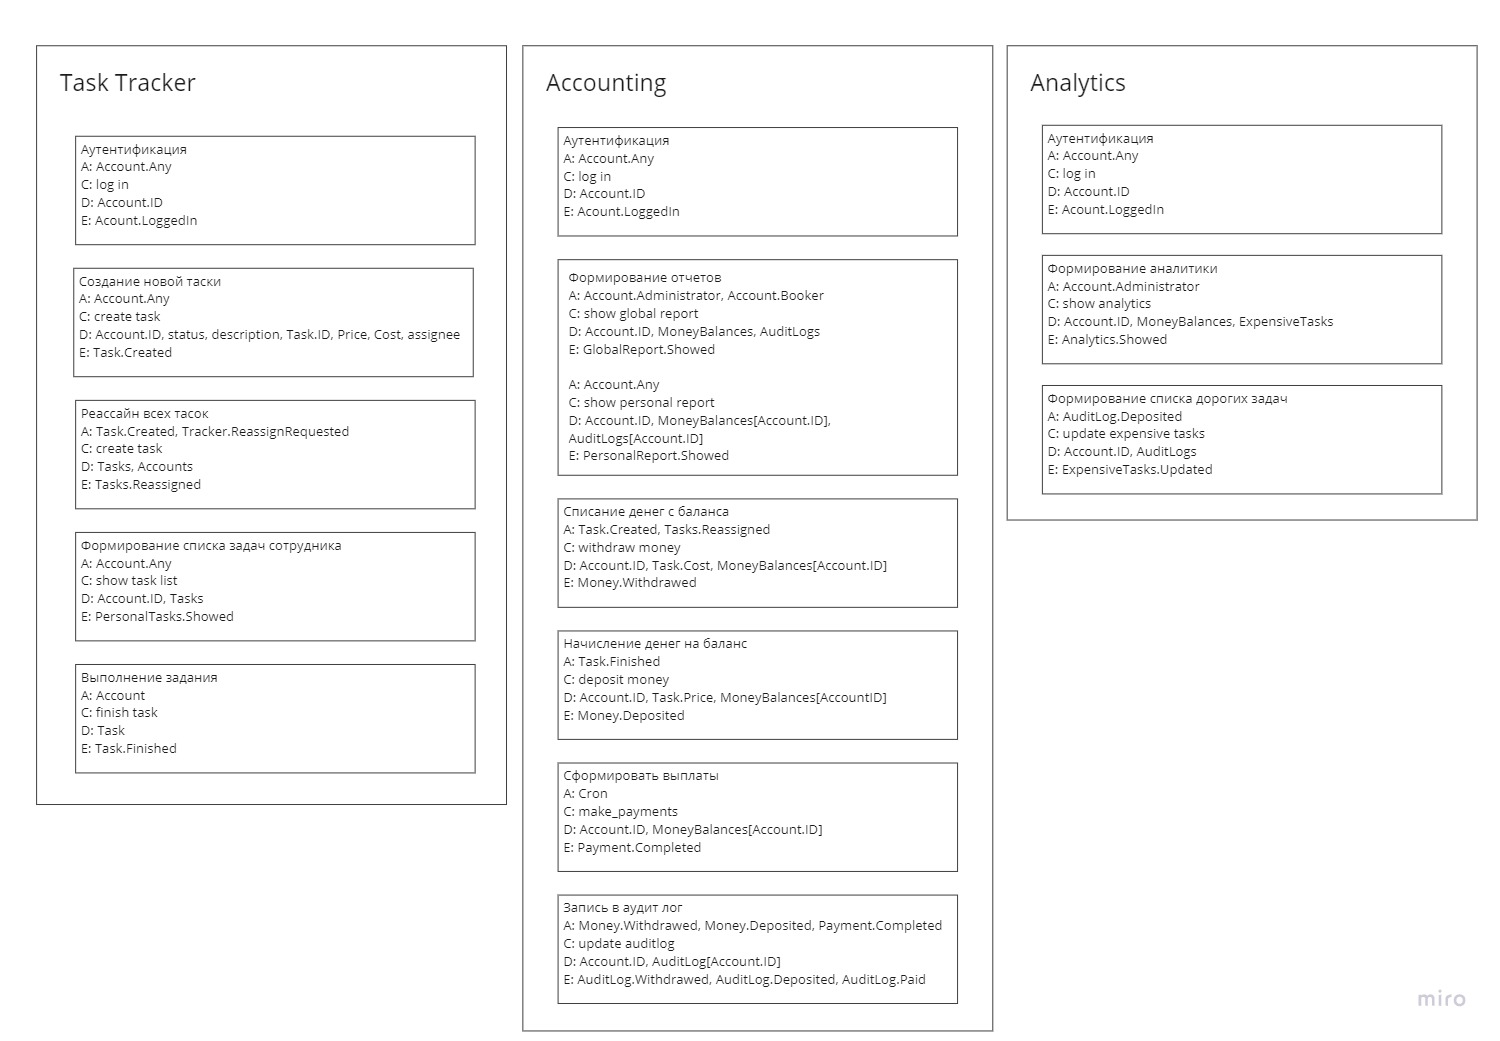 Task Tracker
Аутентификация
A: Account.Any
C: log in
D: Account.ID
E: Acount.LoggedIn
Создание новой таски
A: Account.Any
C: create task
D: Account.ID, status, description, Task.ID, Price, Cost, assignee
E: Task.Created
Реассайн всех тасок
A: Task.Created, Tracker.ReassignRequested
C: create task
D: Tasks, Accounts
E: Tasks.Reassigned
Формирование списка задач сотрудника
A: Account.Any
C: show task list
D: Account.ID, Tasks
E: PersonalTasks.Showed
Выполнение задания
A: Account
C: finish task
D: Task
E: Task.Finished
Accounting
Аутентификация
A: Account.Any
C: log in
D: Account.ID
E: Acount.LoggedIn
Формирование отчетов
A: Account.Administrator, Account.Booker
C: show global report
D: Account.ID, MoneyBalances, AuditLogs
E: GlobalReport.Showed
A: Account.Any
C: show personal report
D: Account.ID, MoneyBalances[Account.ID],
AuditLogs[Account.ID]
E: PersonalReport.Showed
Списание денег с баланса
A: Task.Created, Tasks.Reassigned
C: withdraw money
D: Account.ID, Task.Cost, MoneyBalances[Account.ID]
E: Money.Withdrawed
Начисление денег на баланс
A: Task.Finished
C: deposit money
D: Account.ID, Task.Price, MoneyBalances[AccountID]
E: Money.Deposited
Сформировать выплаты
A: Cron
C: make_payments
D: Account.ID, MoneyBalances[Account.ID]
E: Payment.Completed
Запись в аудит лог
A: Money.Withdrawed, Money.Deposited, Payment.Completed
C: update auditlog
D: Account.ID, AuditLog[Account.ID]
E: AuditLog.Withdrawed, AuditLog.Deposited, AuditLog.Paid
Analytics
Аутентификация
A: Account.Any
C: log in
D: Account.ID
E: Acount.LoggedIn
Формирование аналитики
A: Account.Administrator
C: show analytics
D: Account.ID, MoneyBalances, ExpensiveTasks
E: Analytics.Showed
Формирование списка дорогих задач
A: AuditLog.Deposited
C: update expensive tasks
D: Account.ID, AuditLogs
E: ExpensiveTasks.Updated
miro